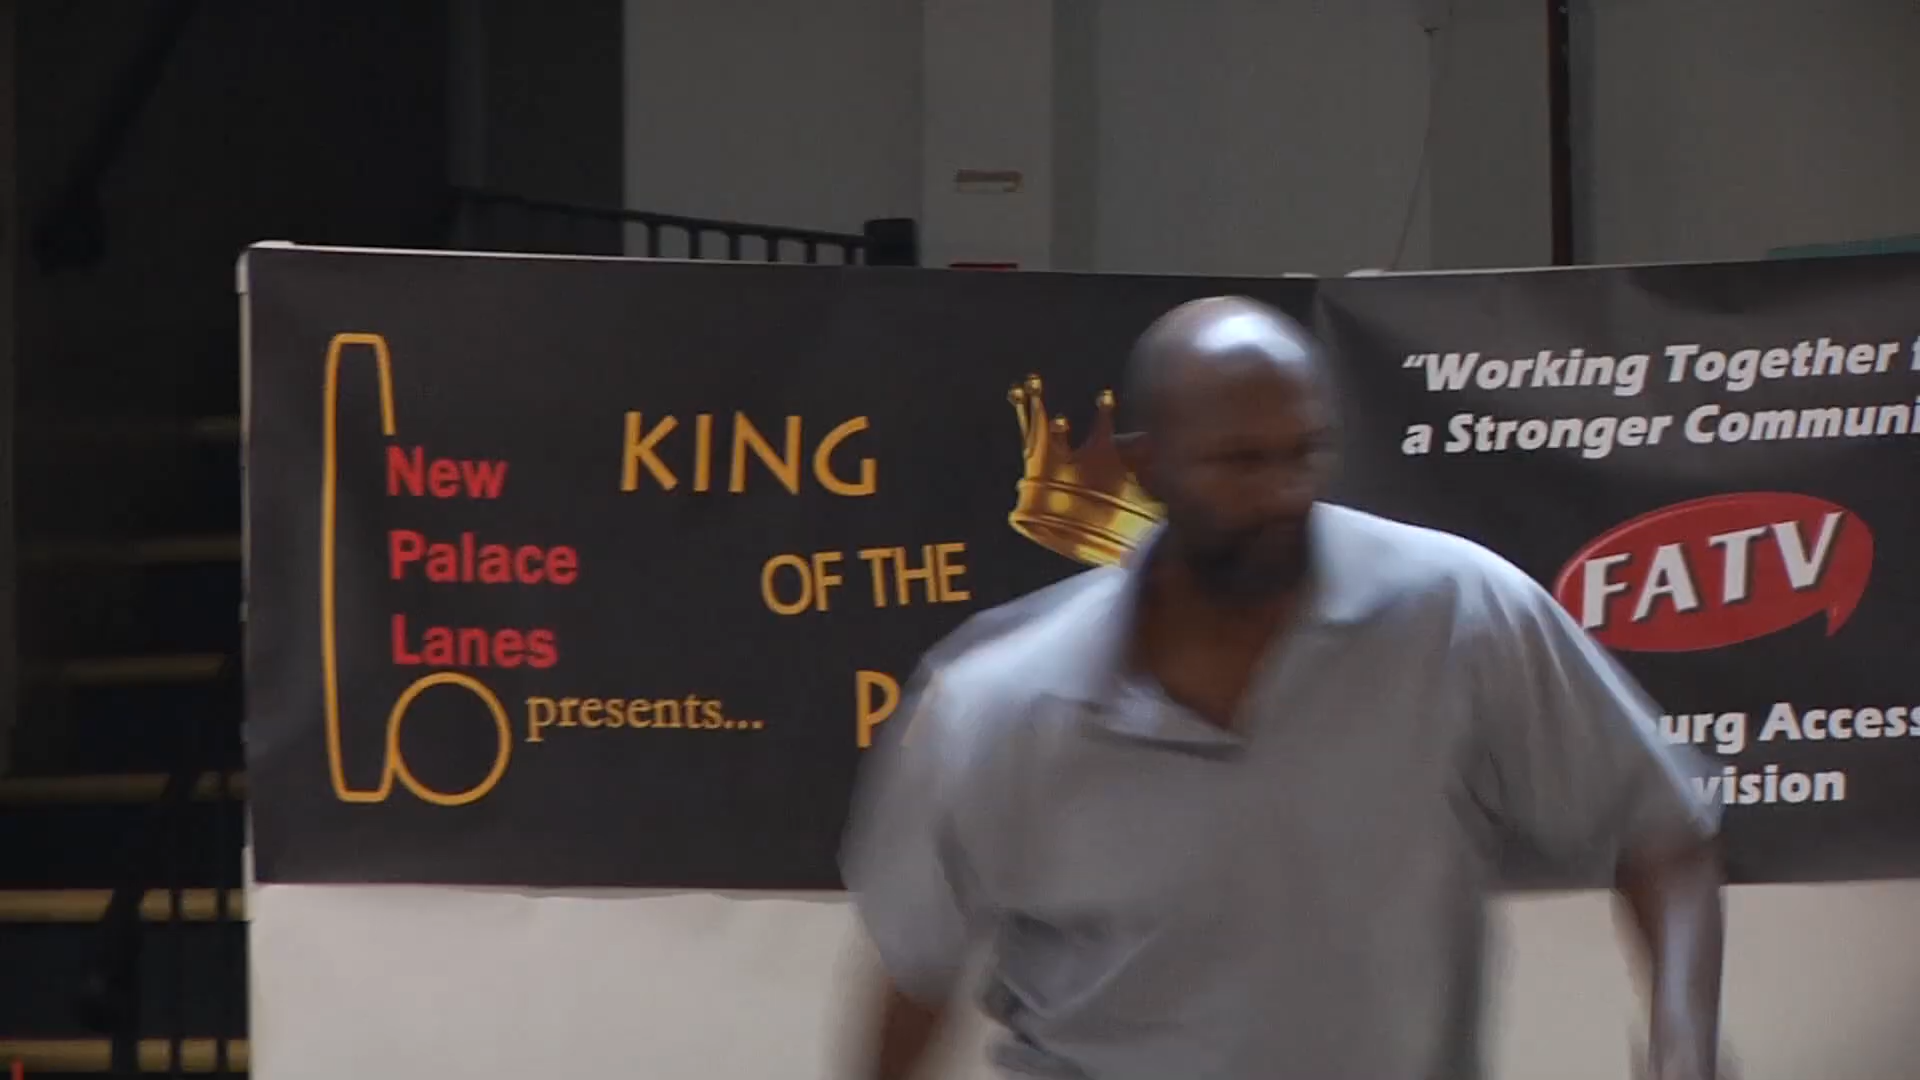 New
Palace
Lanes
presents...
KING
OF THE
P
"Working Together
a Stronger Communi
FATV
urg Access
vision